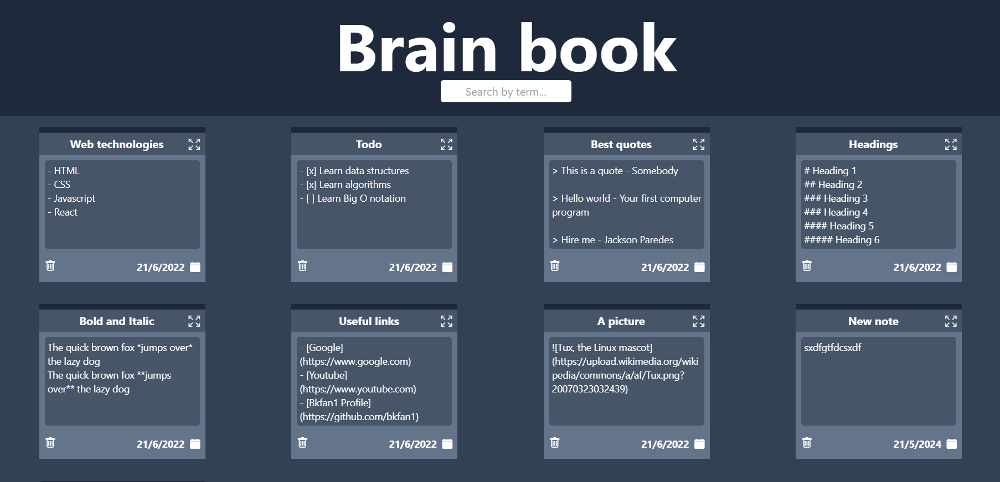 Brain book
Search by term...
Web technologies
- HTML
- CSS
- Javascript
- React
21/6/2022
Todo
- [x] Learn data structures
- [x] Learn algorithms
- [ ] Learn Big O notation
21/6/2022
Best quotes
> This is a quote - Somebody
> Hello world - Your first computer
program
> Hire me - Jackson Paredes
21/6/2022
Headings
# Heading 1
## Heading 2
### Heading 3
### Heading 4
#### Heading 5
##### Heading 6
21/6/2022
Bold and Italic
The quick brown fox *jumps over*
the lazy dog
The quick brown fox **jumps
over** the lazy dog
21/6/2022
Useful links
- [Google]
(https://www.google.com)
- [Youtube]
(https://www.youtube.com)
- [Bkfan1 Profile]
(https://github.com/bkfan1)
21/6/2022
A picture
![Tux, the Linux mascot]
(https://upload.wikimedia.org/wiki
pedia/commons/a/af/Tux.png?
20070323032439)
21/6/2022
New note
sxdfgtfdcsxdf
21/5/2024